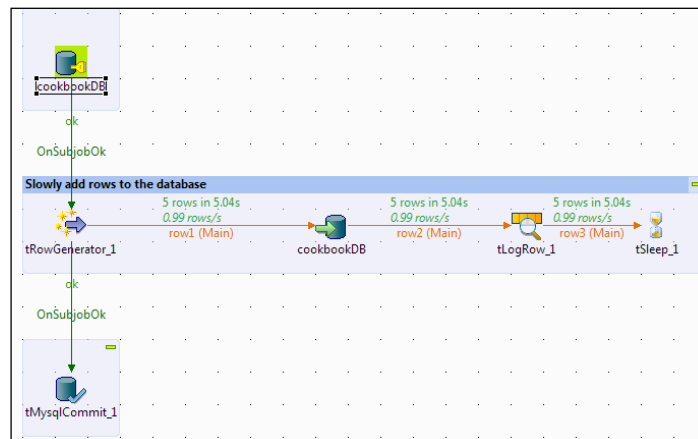 cookbookDB
ok
OnSubjobOk
Slowly add rows to the database
5 rows in 5.04s
0.99 rows/s
row1 (Main)
5 rows in 5.04s
0.99 rows/s
row2 (Main)
5 rows in 5.04s
0.99 rows/s
row3 (Main)
tRowGenerator_1
cookbookDB
tLogRow_1
tSleep_1
ok
OnSubjobOk
tMysqlCommit_1